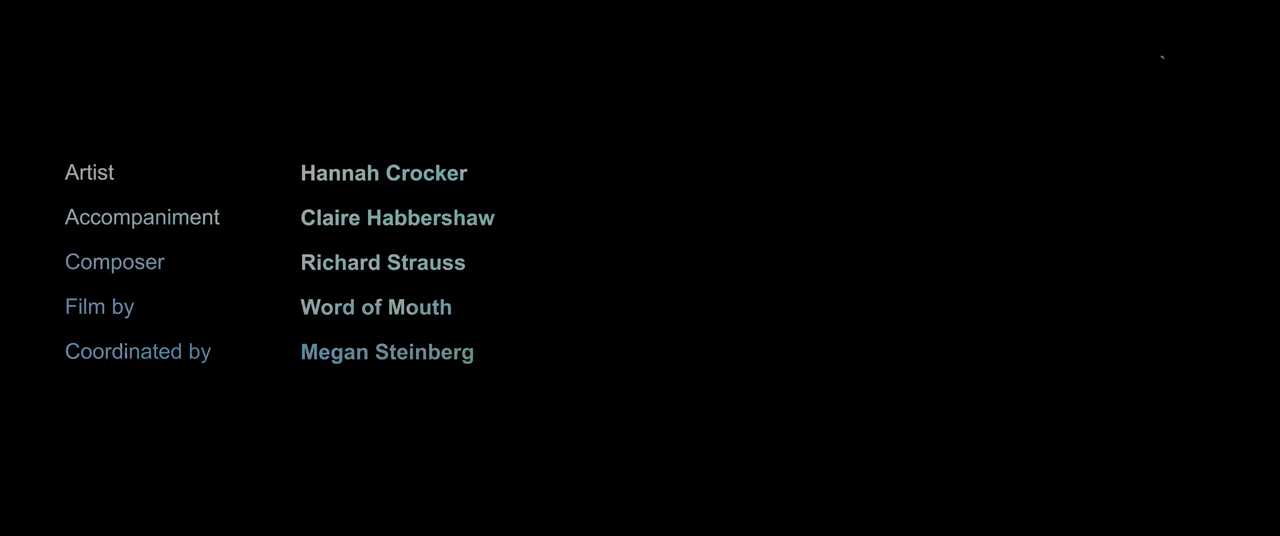 Artist Hannah Crocker
Accompaniment Claire Habbershaw
Composer Richard Strauss
Film by Word of Mouth
Coordinated by Megan Steinberg